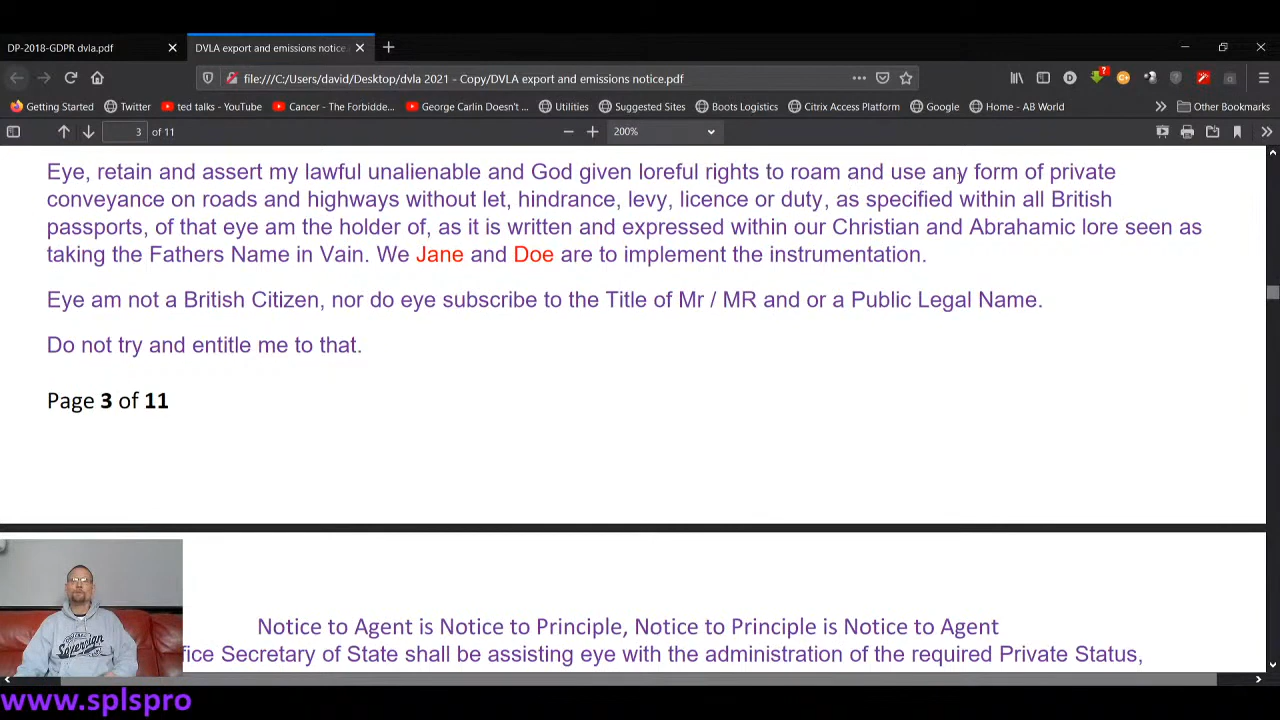 DP-2018-GDPR dvla.pdf
DVLA export and emissions notice
file:///C:/Users/david/Desktop/dvla 2021 - Copy/DVLA export and emissions notice.pdf
Getting Started Twitter ted talks - YouTube Cancer - The Forbidde... George Carlin Doesn't... Utilities Suggested Sites Boots Logistics Citrix Access Platform Google Home - AB World Other Bookmarks
3 of 11 200%
Eye, retain and assert my lawful unalienable and God given loreful rights to roam and use any form of private
conveyance on roads and highways without let, hindrance, levy, licence or duty, as specified within all British
passports, of that eye am the holder of, as it is written and expressed within our Christian and Abrahamic lore seen as
taking the Fathers Name in Vain. We Jane and Doe are to implement the instrumentation.
Eye am not a British Citizen, nor do eye subscribe to the Title of Mr / MR and or a Public Legal Name.
Do not try and entitle me to that.
Page 3 of 11
Notice to Agent is Notice to Principle, Notice to Principle is Notice to Agent
fice Secretary of State shall be assisting eye with the administration of the required Private Status,
Sovereign
www.splspro